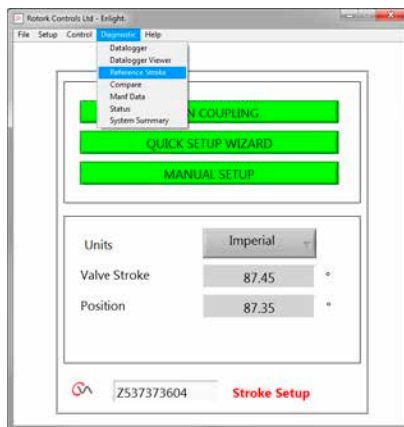 Rotork Controls Ltd - Enlight.
File Setup Control Diagnostic Help
Datalogger
Datalogger Viewer
Reference Stroke
Compare
Manf Data
Status
System Summary
N COUPLING
QUICK SETUP WIZARD
MANUAL SETUP
Units Imperial
Valve Stroke 87.45 °
Position 87.35 °
Z537373604 Stroke Setup